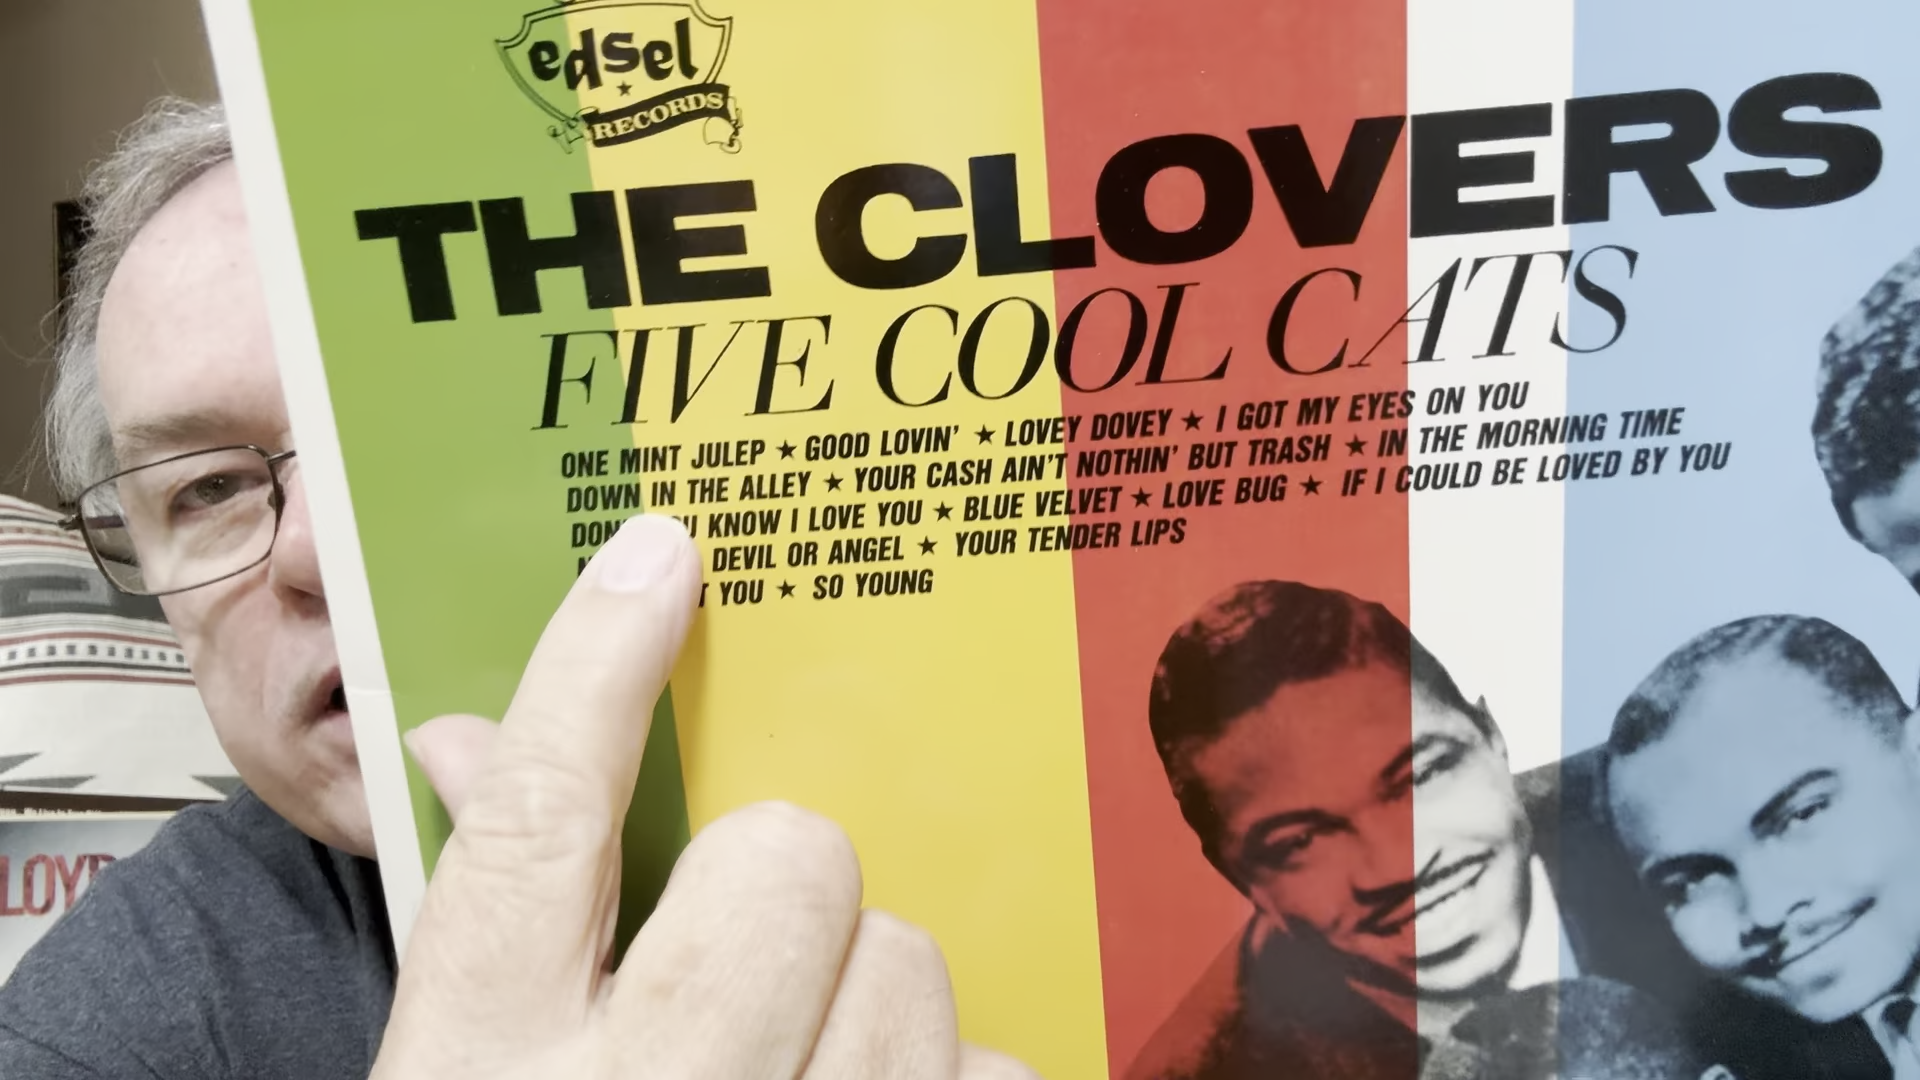 edsel
RECORDS
THE CLOVERS
FIVE COOL CATS
ONE MINT JULEP ★ GOOD LOVIN' ★ LOVEY DOVEY ★ I GOT MY EYES ON YOU
DOWN IN THE ALLEY ★ YOUR CASH AIN'T NOTHIN' BUT TRASH ★ IN THE MORNING TIME
KNOW I LOVE YOU ★ BLUE VELVET ★ LOVE BUG ★ IF I COULD BE LOVED BY YOU
DEVIL OR ANGEL ★ YOUR TENDER LIPS
YOU ★ SO YOUNG